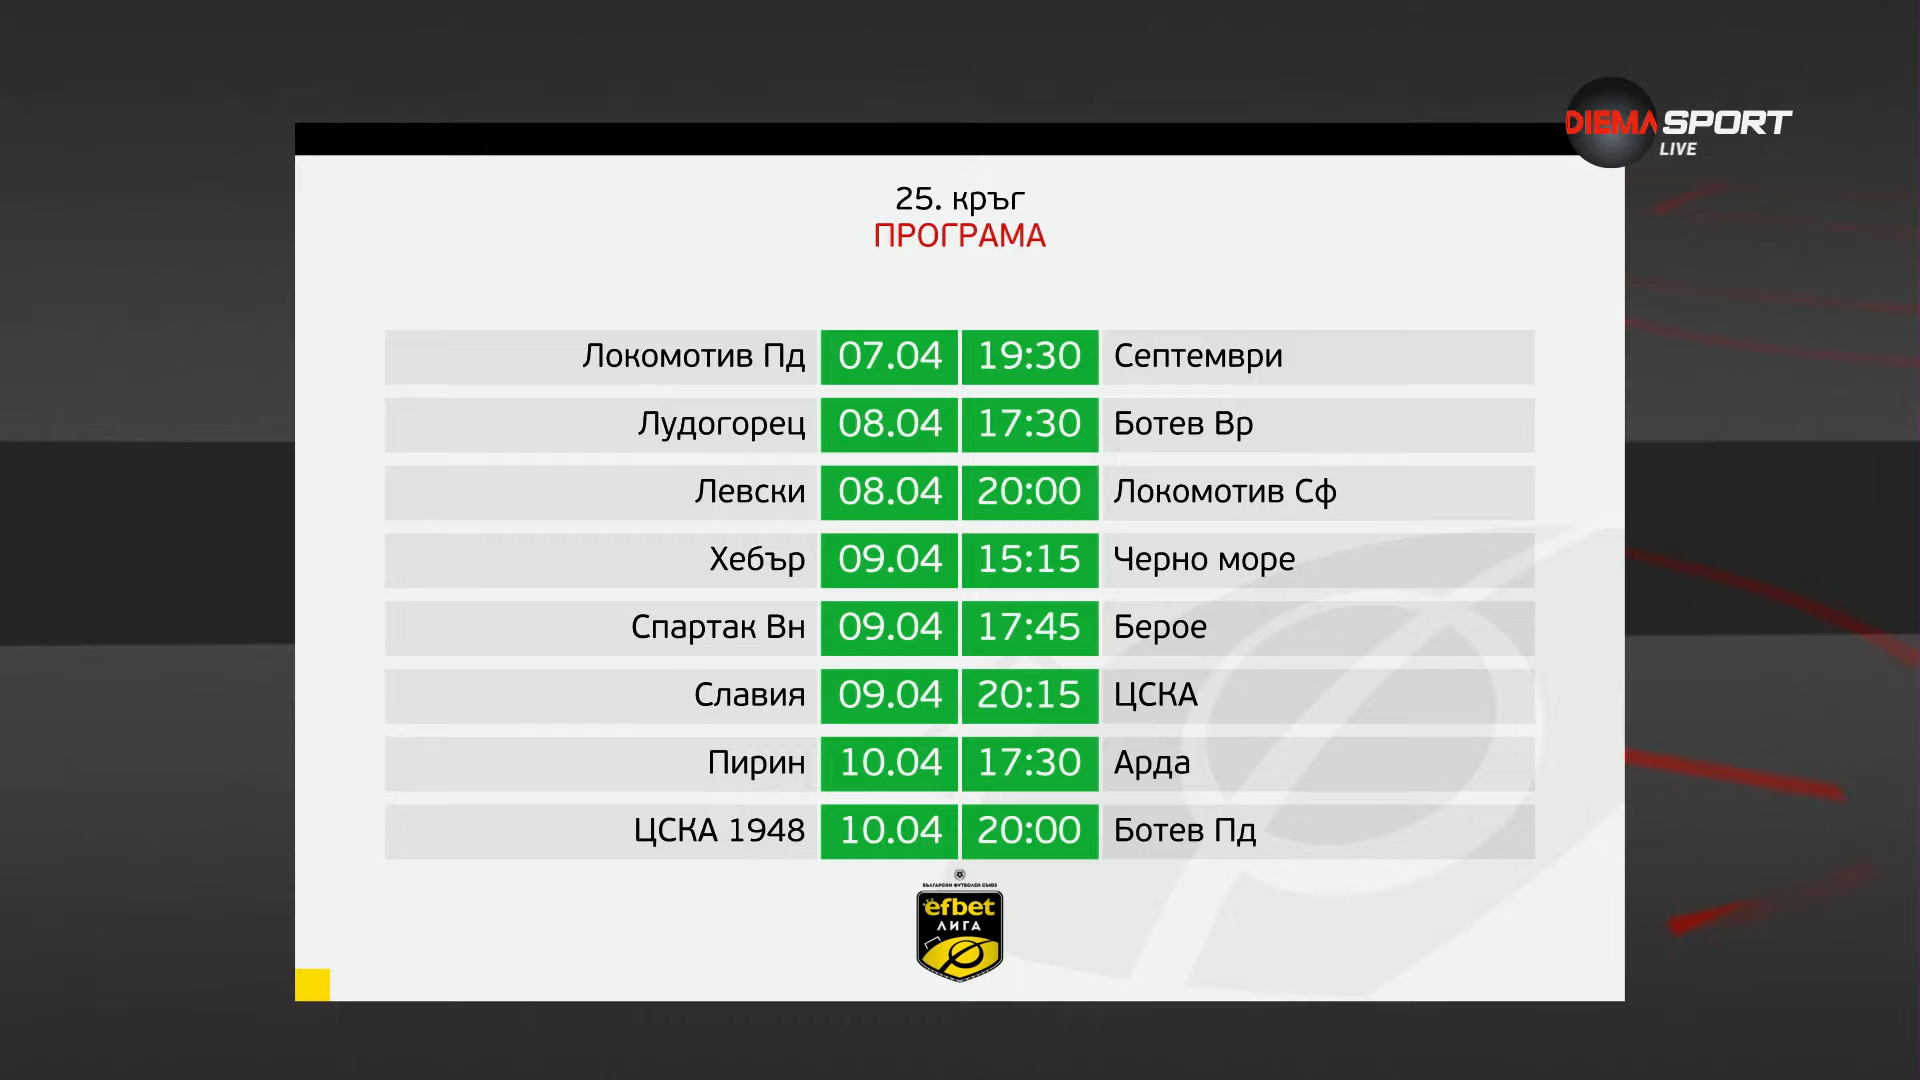 DIEMA SPORT
LIVE
25. кръг
ПРОГРАМА
Локомотив Пд 07.04 19:30 Септември
Лудогорец 08.04 17:30 Ботев Вр
Левски 08.04 20:00 Локомотив Сф
Хебър 09.04 15:15 Черно море
Спартак Вн 09.04 17:45 Берое
Славия 09.04 20:15 ЦСКА
Пирин 10.04 17:30 Арда
ЦСКА 1948 10.04 20:00 Ботев Пд
БЪЛГАРСКИ ФУТБОЛЕН СЪЮЗ
efbet
ЛИГА